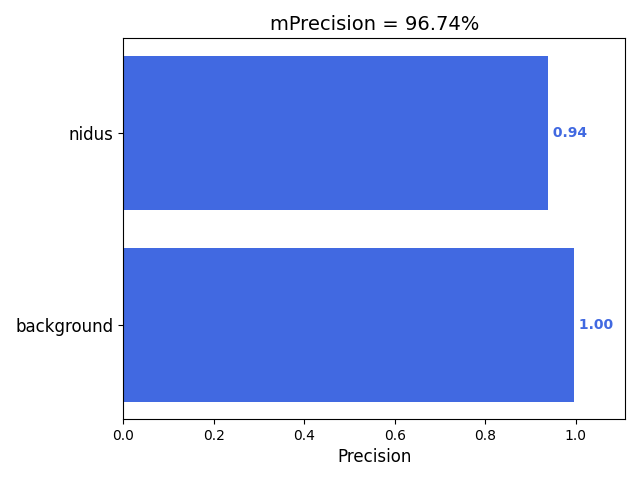 mPrecision = 96.74%
nidus
0.94
background
1.00
0.0 0.2 0.4 0.6 0.8 1.0
Precision